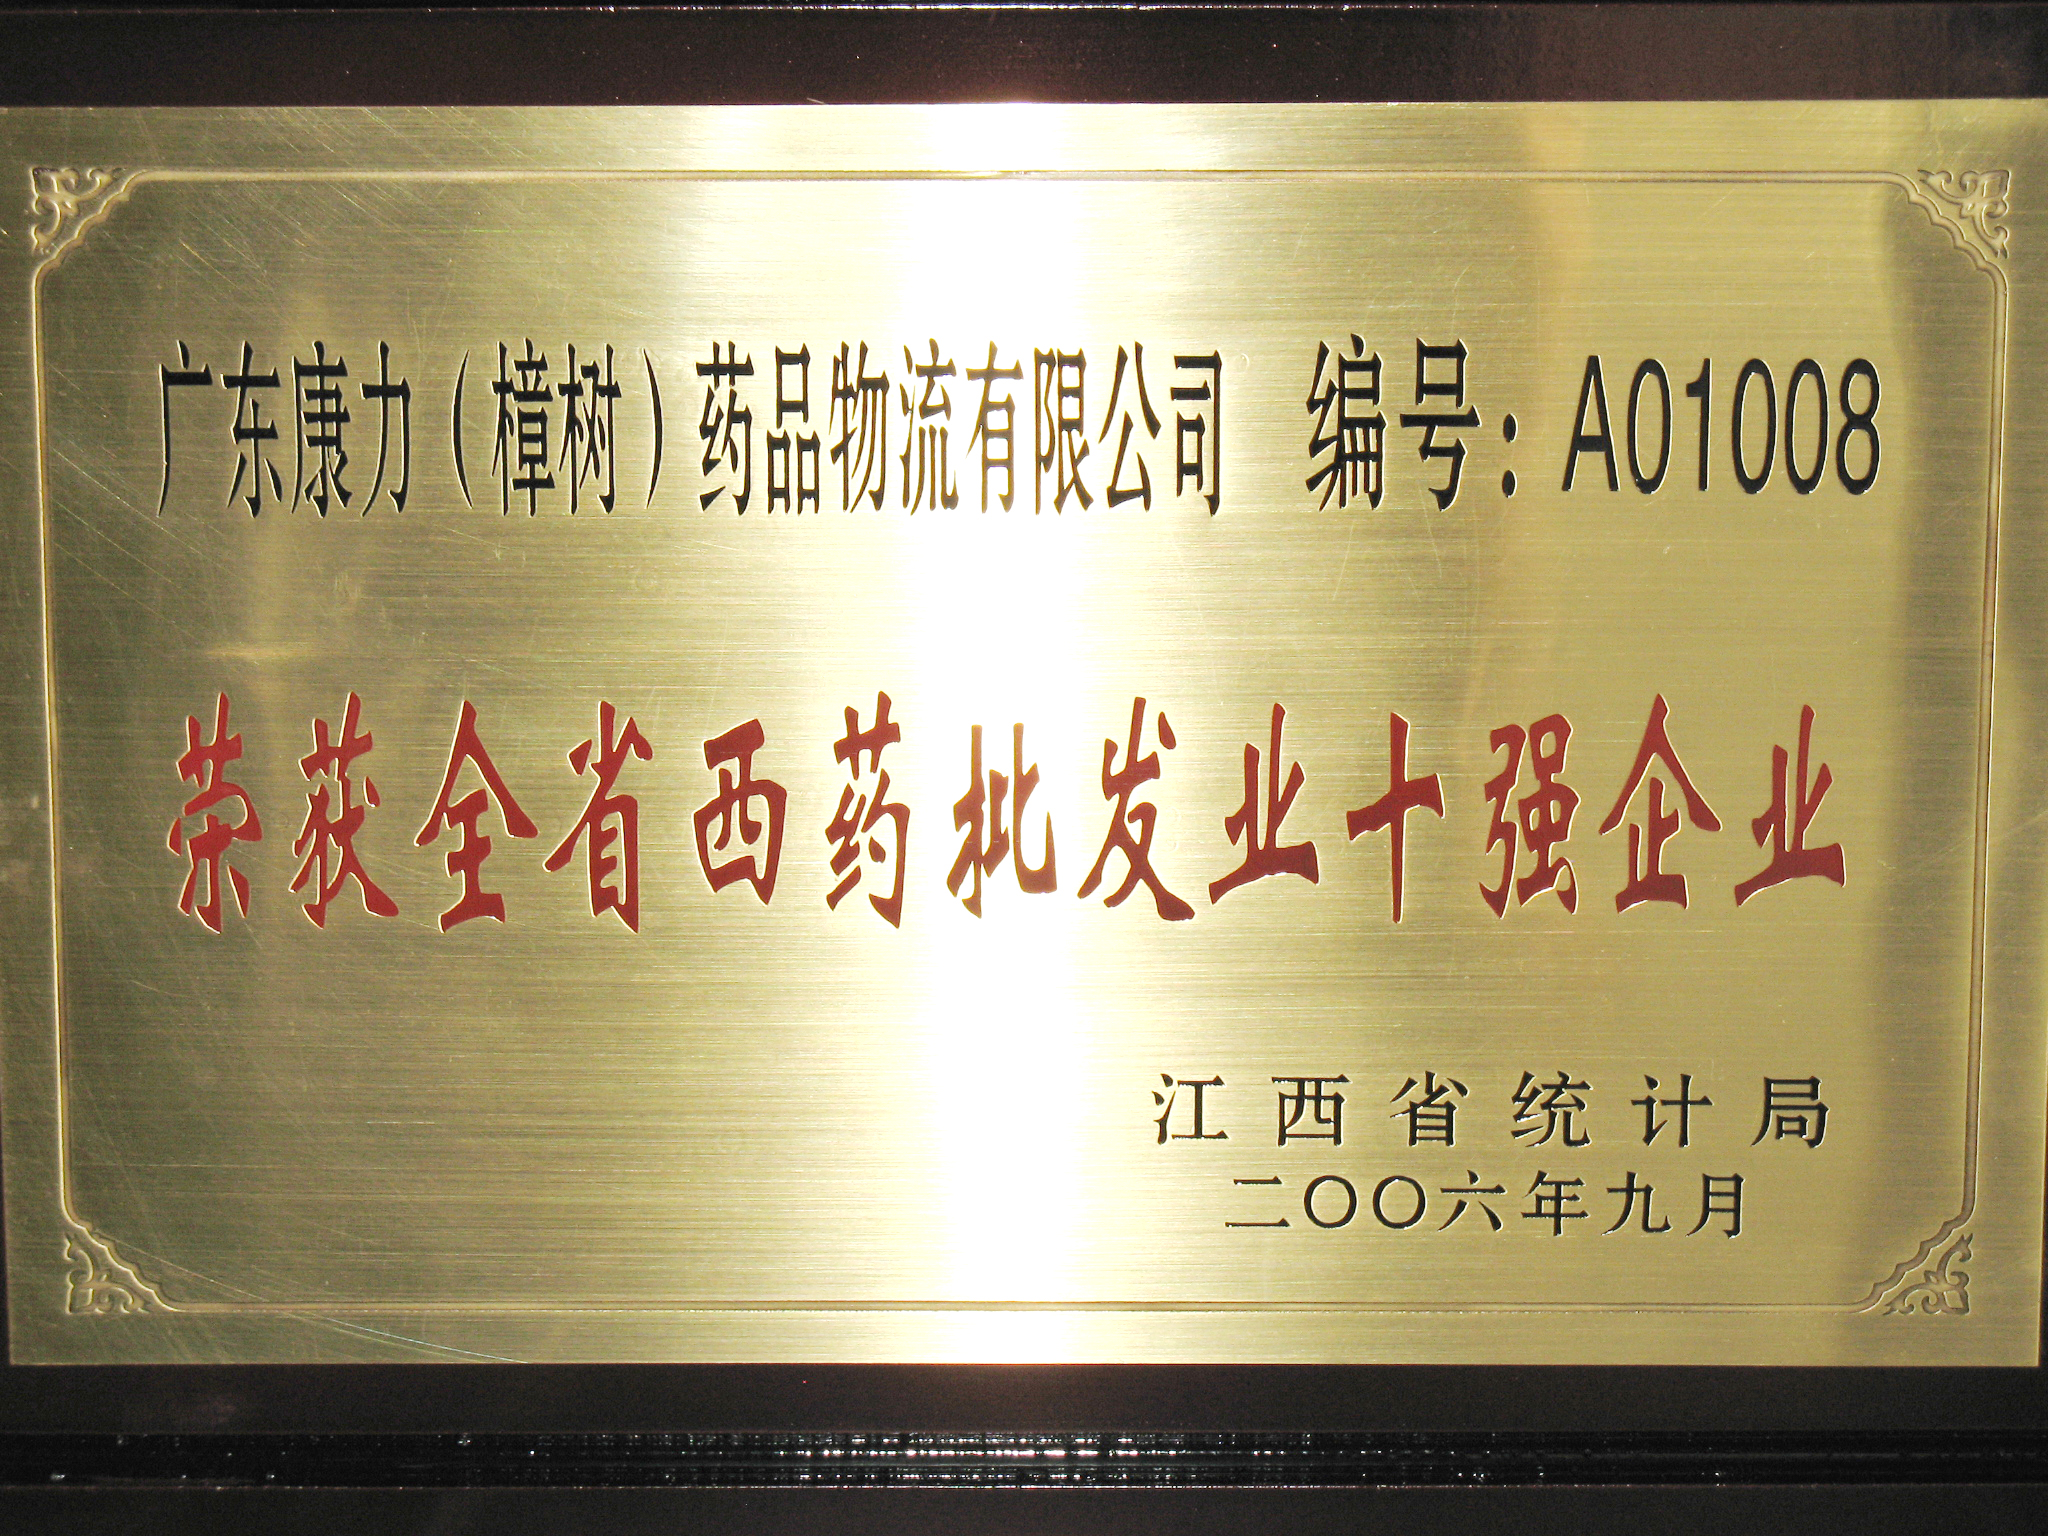 广东康力（樟树）药品物流有限公司 编号：A01008
荣获全省西药批发业十强企业
江西省统计局
二〇〇六年九月